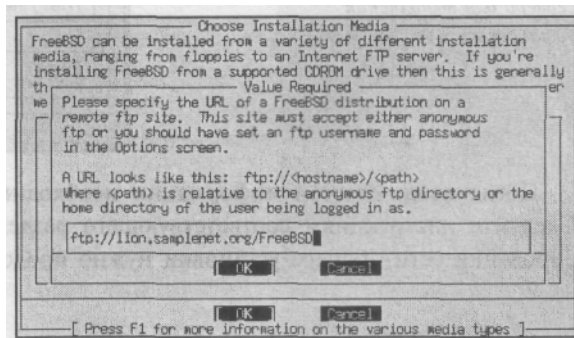 Choose Installation Media
FreeBSD can be installed from a variety of different installation
media, ranging from floppies to an Internet FTP server.  If you're
installing FreeBSD from a supported CDROM drive then this is generally
th
Value Required
er
me
Please specify the URL of a FreeBSD distribution on a
remote ftp site.  This site must accept either anonymous
ftp or you should have set an ftp username and password
in the Options screen.
A URL looks like this:  ftp://<hostname>/<path>
Where <path> is relative to the anonymous ftp directory or the
home directory of the user being logged in as.
ftp://lion.samplenet.org/FreeBSD
[ OK ] Cancel
[ OK ] Cancel
[ Press F1 for more information on the various media types ]